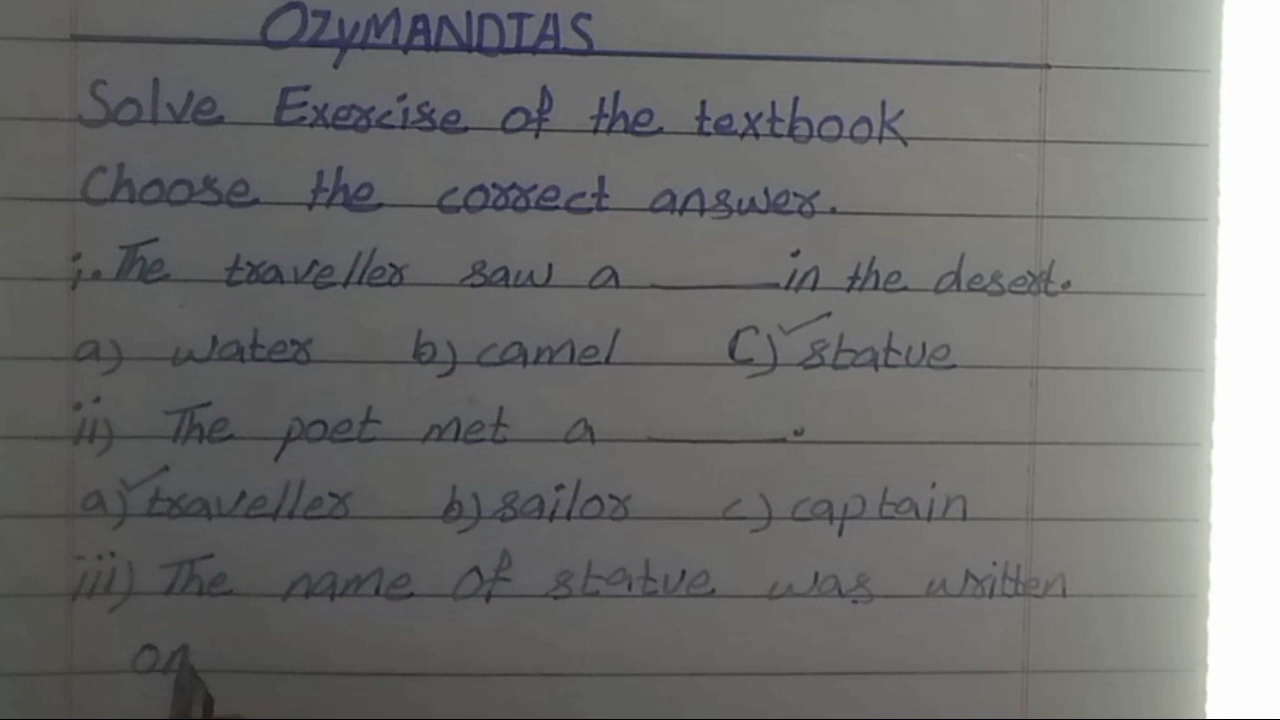 OZyMANDIAS
Solve Exercise of the textbook
Choose the correct answer.
i. The traveller saw a ______ in the desert.
a) water b) camel C) ✓statue
ii) The poet met a ______.
a) ✓traveller b) sailor c) captain
iii) The name of statue was written
on